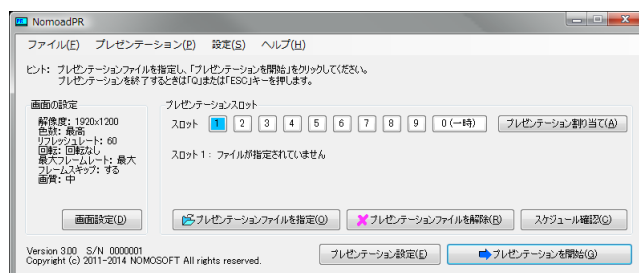 NomoadPR
ファイル(F) プレゼンテーション(P) 設定(S) ヘルプ(H)
ヒント: プレゼンテーションファイルを指定し、「プレゼンテーションを開始」をクリックしてください。
プレゼンテーションを終了するときは「Q」または「ESC」キーを押します。
画面の設定
解像度: 1920x1200
色数: 最高
リフレッシュレート: 60
回転: 回転なし
最大フレームレート: 最大
フレームスキップ: する
画質: 中
画面設定(D)
プレゼンテーションスロット
スロット 1 2 3 4 5 6 7 8 9 0 (一時) プレゼンテーション割り当て(A)
スロット 1 : ファイルが指定されていません
プレゼンテーションファイルを指定(O) プレゼンテーションファイルを解除(R) スケジュール確認(C)
Version 3.00 S/N 0000001
Copyright (c) 2011-2014 NOMOSOFT All rights reserved.
プレゼンテーション設定(E) プレゼンテーションを開始(G)